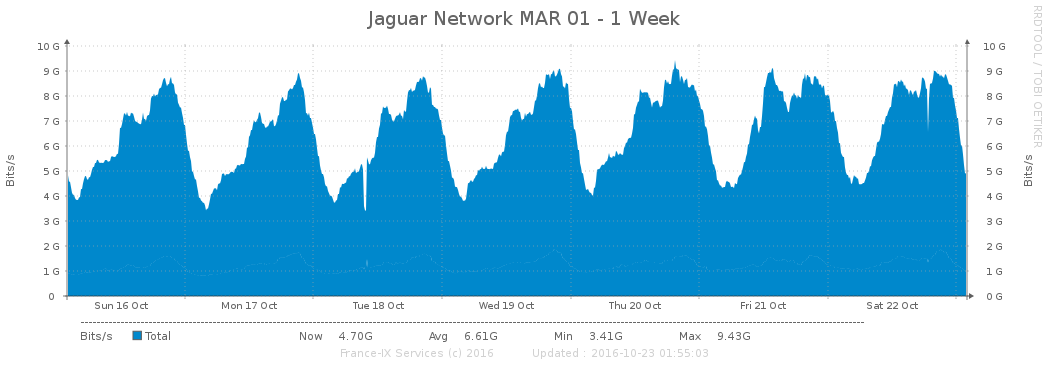 Jaguar Network MAR 01 - 1 Week
RRDTOOL / TOBI OETIKER
Bits/s
10 G 10 G
9 G 9 G
8 G 8 G
7 G 7 G
6 G 6 G
5 G 5 G
4 G 4 G
3 G 3 G
2 G 2 G
1 G 1 G
0 0 G
Bits/s
Sun 16 Oct Mon 17 Oct Tue 18 Oct Wed 19 Oct Thu 20 Oct Fri 21 Oct Sat 22 Oct
Bits/s Total Now 4.70G Avg 6.61G Min 3.41G Max 9.43G
France-IX Services (c) 2016 Updated : 2016-10-23 01:55:03